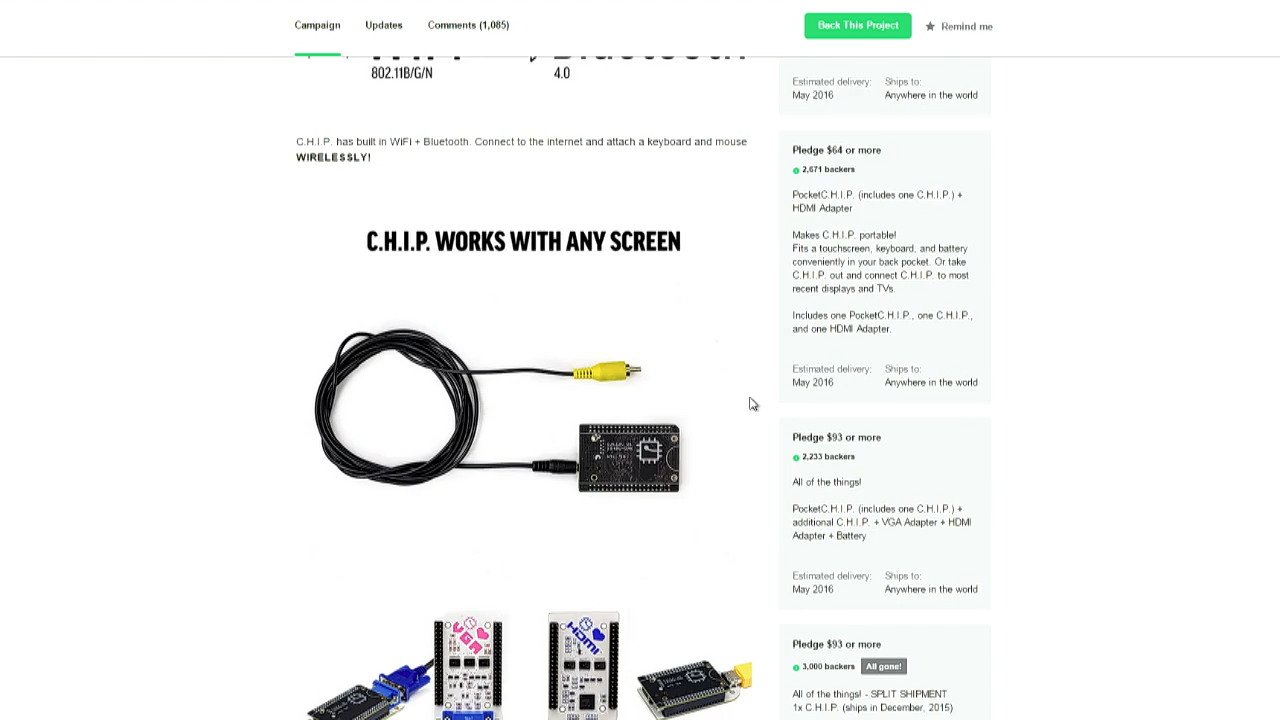 Campaign Updates Comments (1,085) Back This Project Remind me
802.11B/G/N 4.0
C.H.I.P. has built in WiFi + Bluetooth. Connect to the internet and attach a keyboard and mouse
WIRELESSLY!
C.H.I.P. WORKS WITH ANY SCREEN
VGA
HDMI
Estimated delivery: Ships to:
May 2016 Anywhere in the world
Pledge $64 or more
2,671 backers
PocketC.H.I.P. (includes one C.H.I.P.) +
HDMI Adapter
Makes C.H.I.P. portable!
Fits a touchscreen, keyboard, and battery
conveniently in your back pocket. Or take
C.H.I.P. out and connect C.H.I.P. to most
recent displays and TVs.
Includes one PocketC.H.I.P., one C.H.I.P.,
and one HDMI Adapter.
Estimated delivery: Ships to:
May 2016 Anywhere in the world
Pledge $93 or more
2,233 backers
All of the things!
PocketC.H.I.P. (includes one C.H.I.P.) +
additional C.H.I.P. + VGA Adapter + HDMI
Adapter + Battery
Estimated delivery: Ships to:
May 2016 Anywhere in the world
Pledge $93 or more
3,000 backers All gone!
All of the things! - SPLIT SHIPMENT
1x C.H.I.P. (ships in December, 2015)